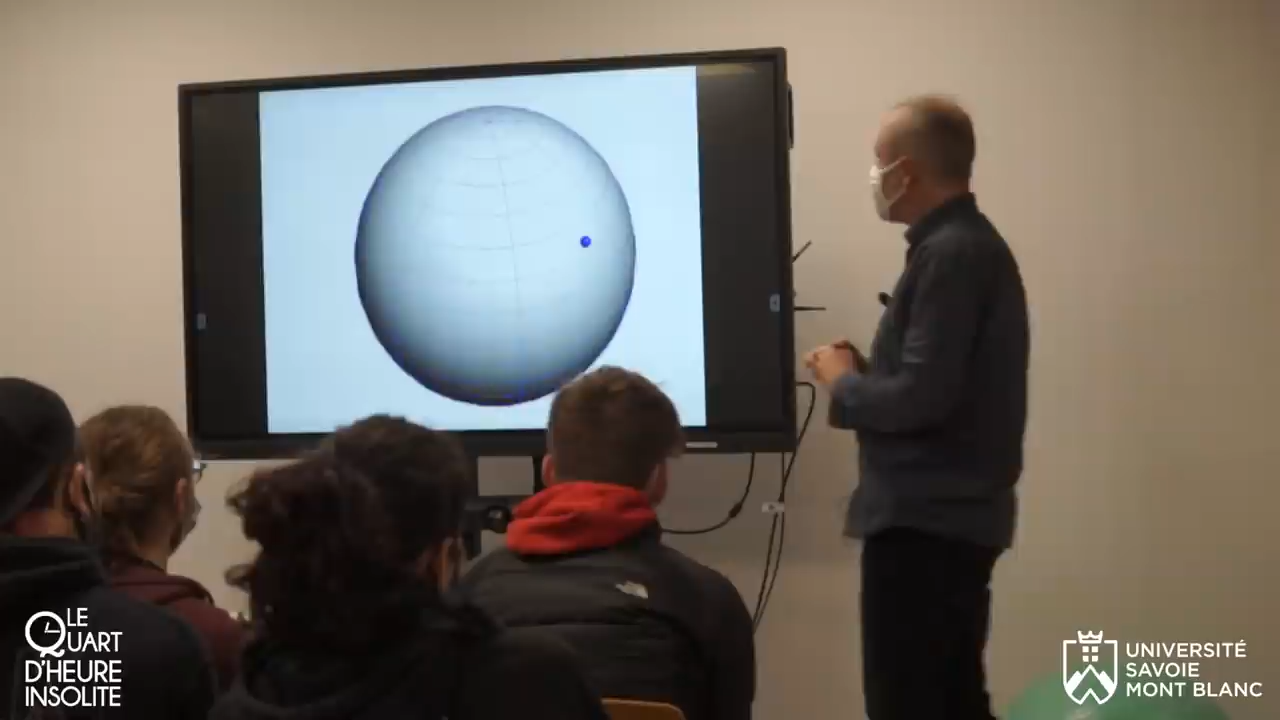 LE
QUART
D'HEURE
INSOLITE
UNIVERSITÉ
SAVOIE
MONT BLANC